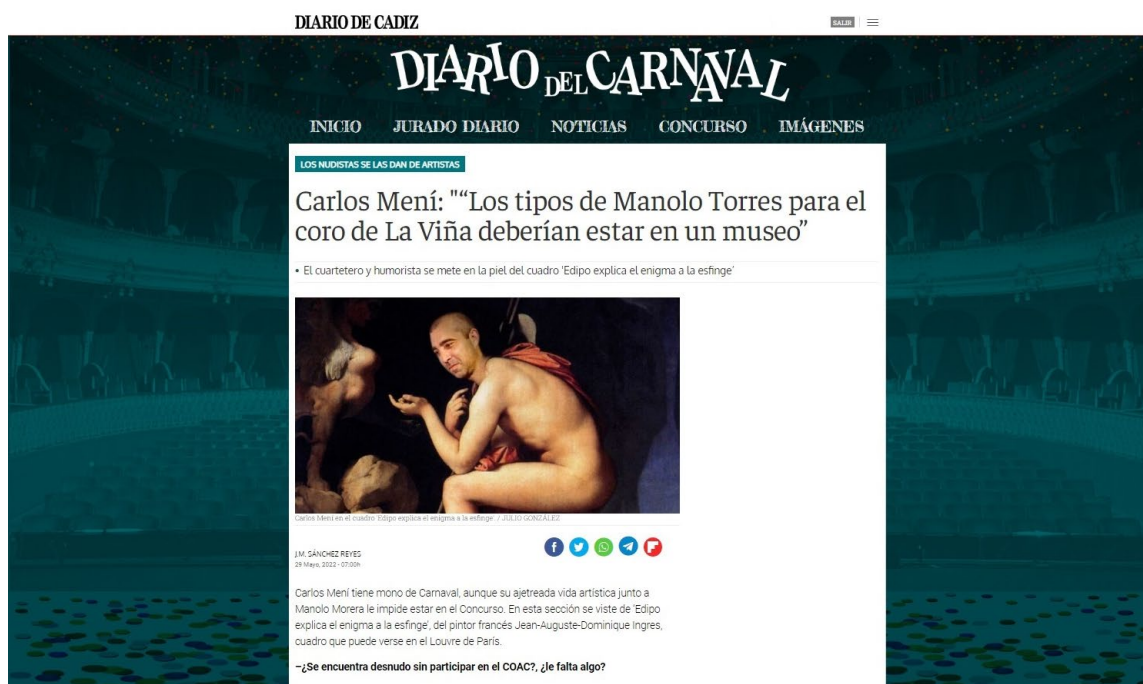 DIARIO DE CADIZ
SALIR
DIARIO DEL CARNAVAL
INICIO JURADO DIARIO NOTICIAS CONCURSO IMÁGENES
LOS NUDISTAS SE LAS DAN DE ARTISTAS
Carlos Mení: "“Los tipos de Manolo Torres para el
coro de La Viña deberían estar en un museo”
• El cuartetero y humorista se mete en la piel del cuadro 'Edipo explica el enigma a la esfinge'
Carlos Mení en el cuadro 'Edipo explica el enigma a la esfinge'. / JULIO GONZÁLEZ
J.M. SÁNCHEZ REYES
29 Mayo, 2022 - 07:00h
Carlos Mení tiene mono de Carnaval, aunque su ajetreada vida artística junto a
Manolo Morera le impide estar en el Concurso. En esta sección se viste de 'Edipo
explica el enigma a la esfinge', del pintor francés Jean-Auguste-Dominique Ingres,
cuadro que puede verse en el Louvre de París.
–¿Se encuentra desnudo sin participar en el COAC?, ¿le falta algo?